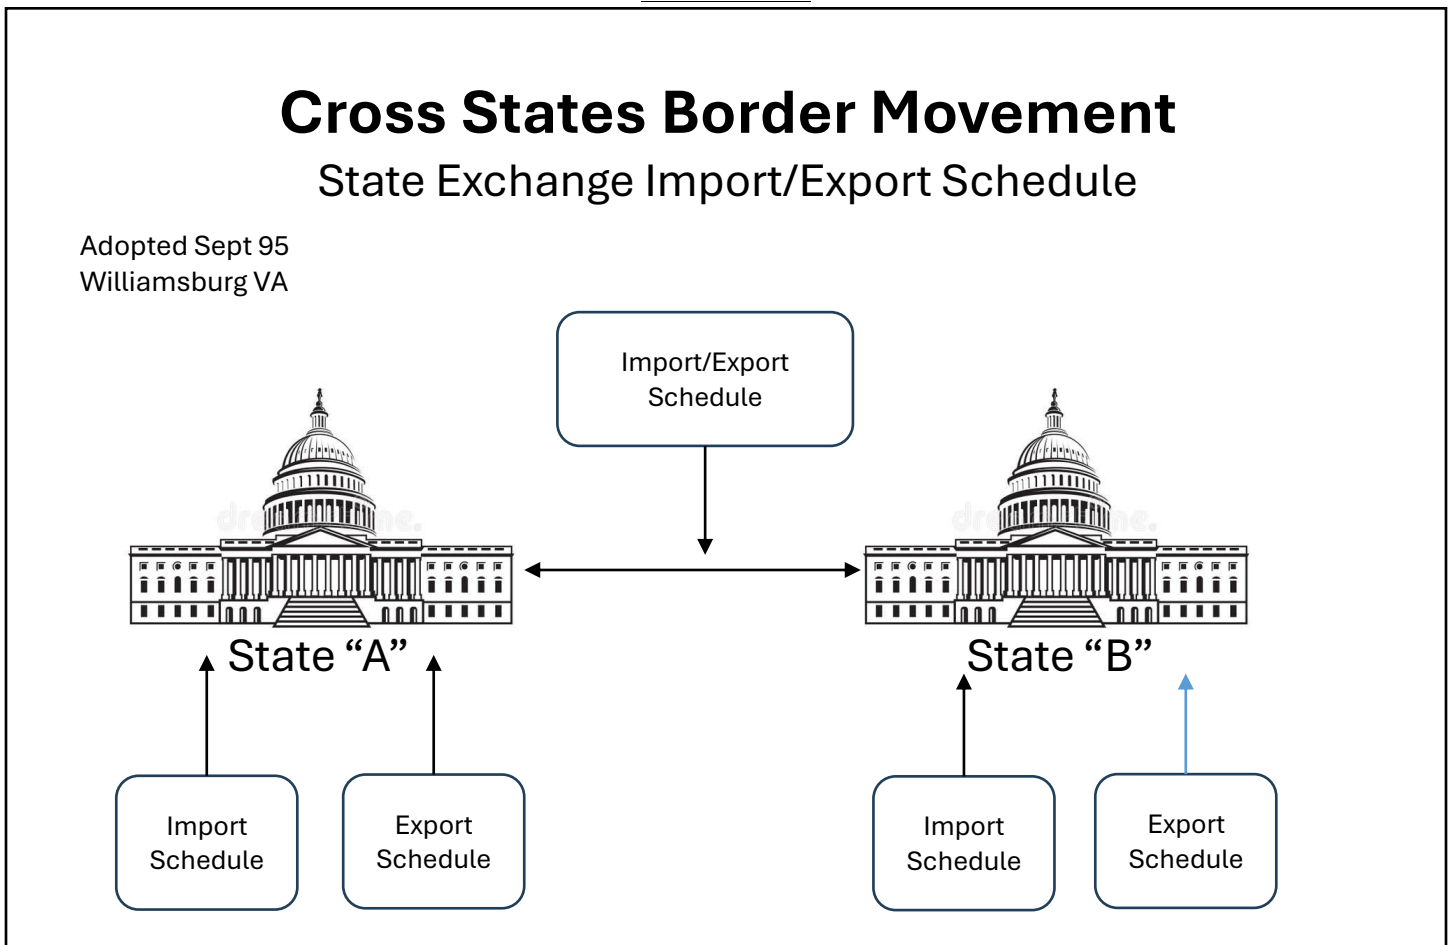 Cross States Border Movement
State Exchange Import/Export Schedule
Adopted Sept 95
Williamsburg VA
Import/Export
Schedule
State “A”
State “B”
Import
Schedule
Export
Schedule
Import
Schedule
Export
Schedule